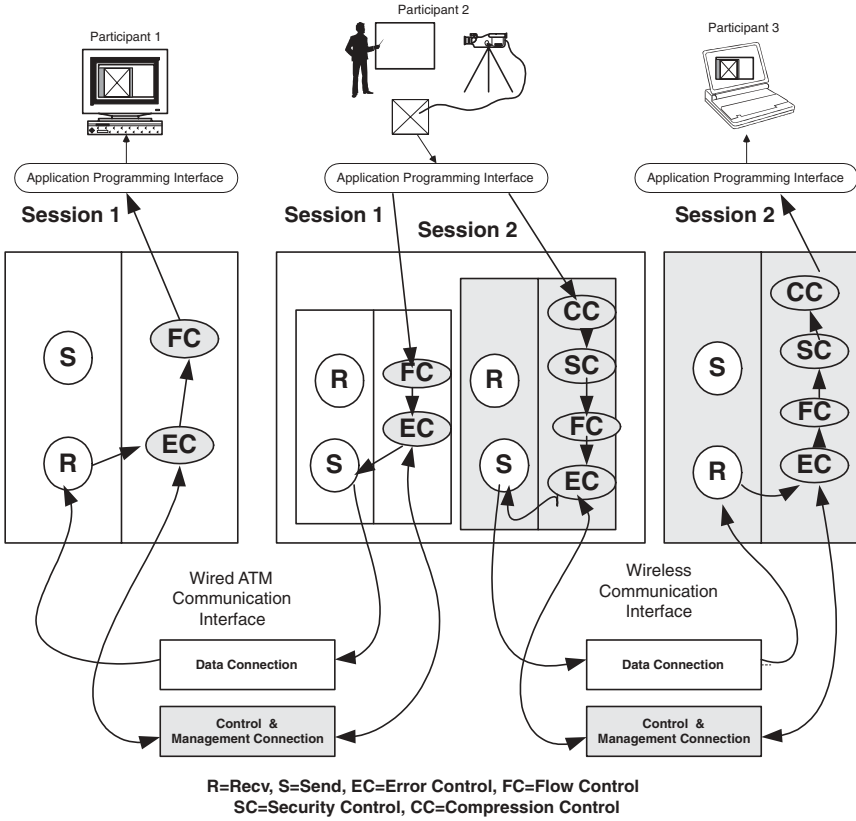 Participant 1
Participant 2
Participant 3
Application Programming Interface
Application Programming Interface
Application Programming Interface
Session 1
Session 1
Session 2
Session 2
S
R
FC
EC
R
S
FC
EC
R
S
CC
SC
FC
EC
S
R
CC
SC
FC
EC
Wired ATM
Communication
Interface
Wireless
Communication
Interface
Data Connection
Data Connection
Control &
Management Connection
Control &
Management Connection
R=Recv, S=Send, EC=Error Control, FC=Flow Control
SC=Security Control, CC=Compression Control